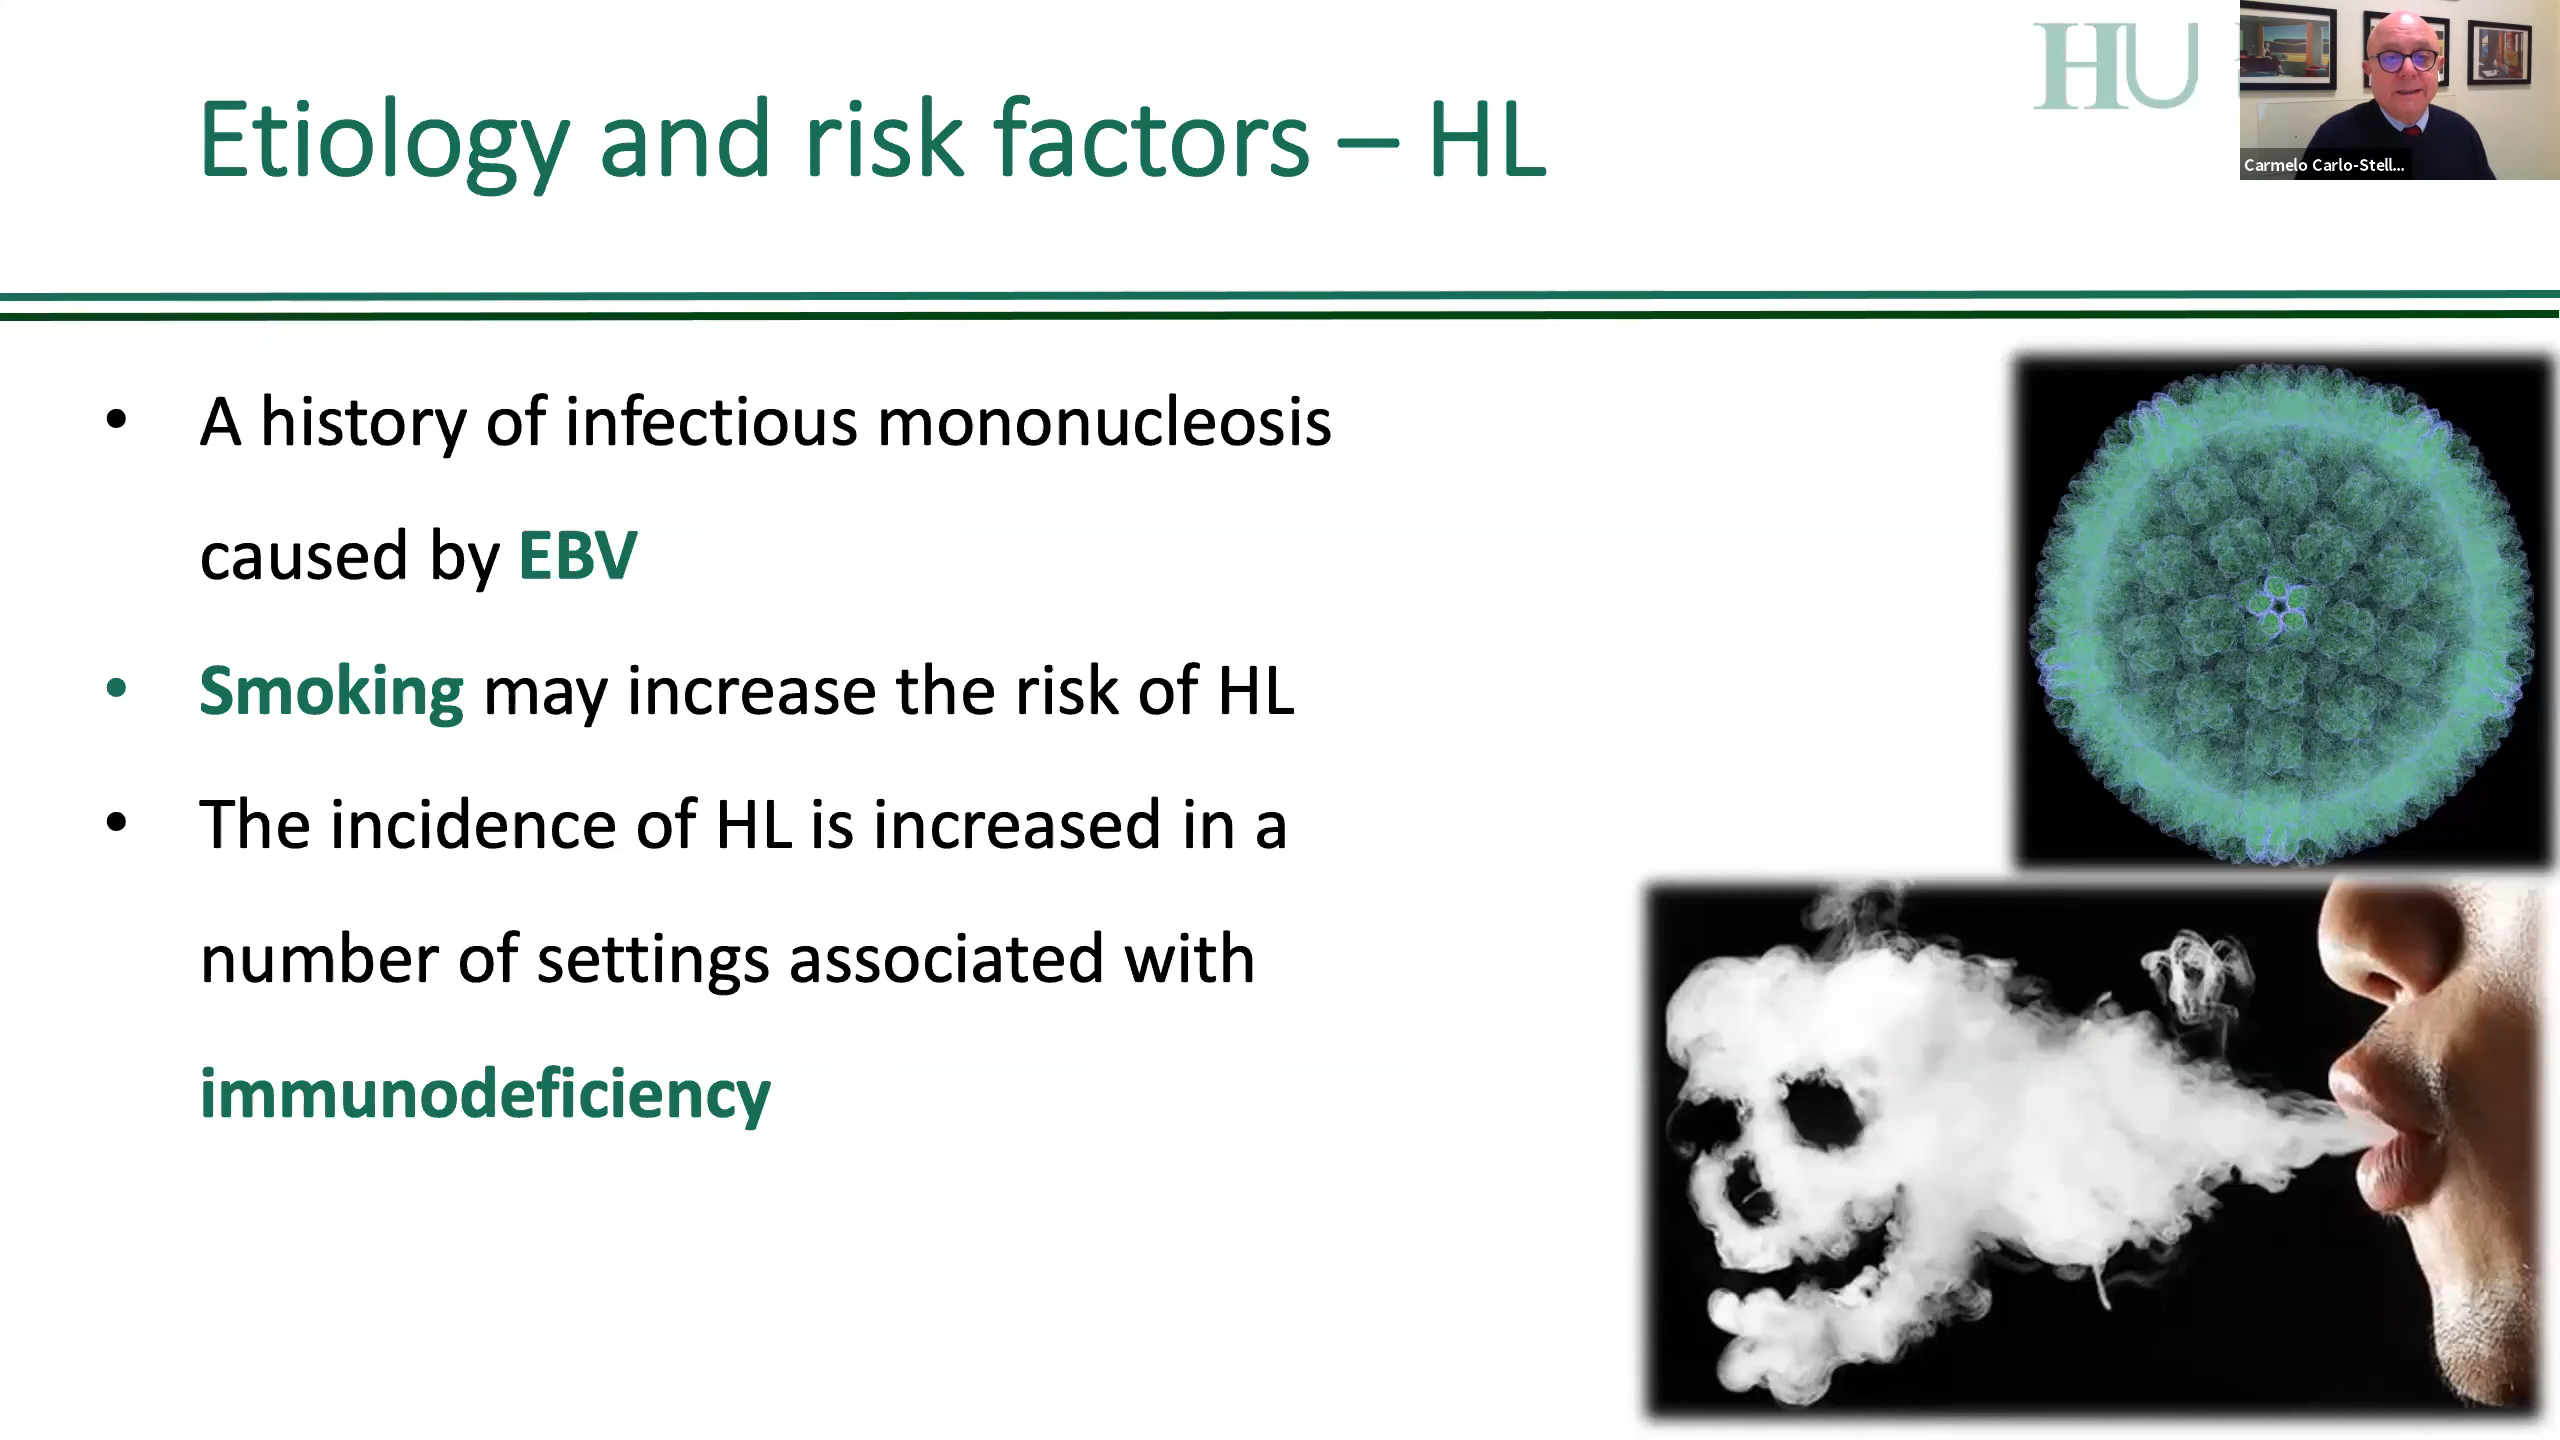 HU
Carmelo Carlo-Stell...
Etiology and risk factors – HL
• A history of infectious mononucleosis
caused by EBV
• Smoking may increase the risk of HL
• The incidence of HL is increased in a
number of settings associated with
immunodeficiency